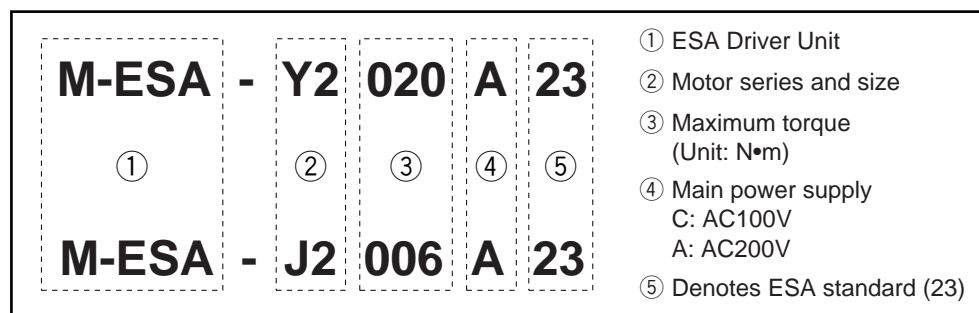 M-ESA - Y2 020 A 23
① ② ③ ④ ⑤
M-ESA - J2 006 A 23
① ESA Driver Unit
② Motor series and size
③ Maximum torque
(Unit: N•m)
④ Main power supply
C: AC100V
A: AC200V
⑤ Denotes ESA standard (23)